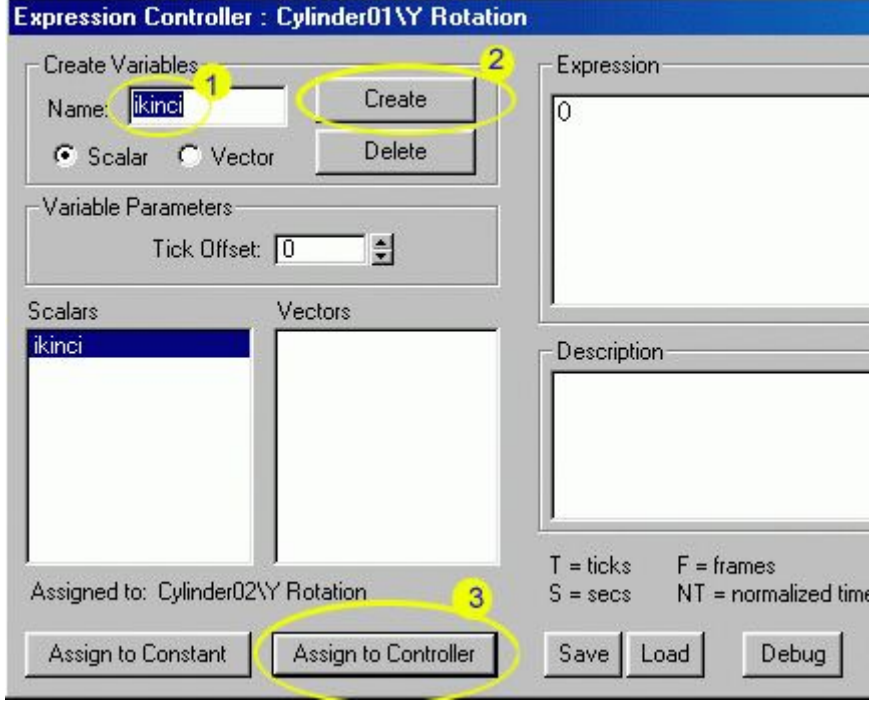 Expression Controller : Cylinder01\Y Rotation
Create Variables
1
2
Name: ikinci
Create
Scalar Vector
Delete
Variable Parameters
Tick Offset: 0
Scalars
Vectors
ikinci
Assigned to: Cylinder02\Y Rotation
3
Assign to Constant
Assign to Controller
Expression
0
Description
T = ticks F = frames
S = secs NT = normalized time
Save
Load
Debug